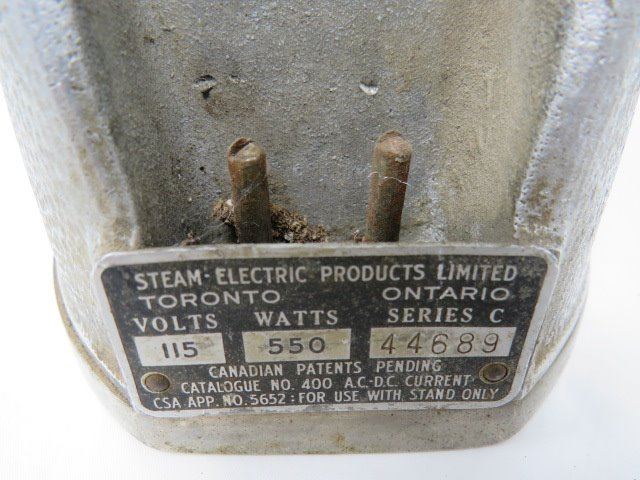 STEAM-ELECTRIC PRODUCTS LIMITED
TORONTO ONTARIO
VOLTS WATTS SERIES C
115 550 44689
CANADIAN PATENTS PENDING
CATALOGUE NO. 400 A.C.-D.C. CURRENT
CSA APP. NO. 5652: FOR USE WITH STAND ONLY